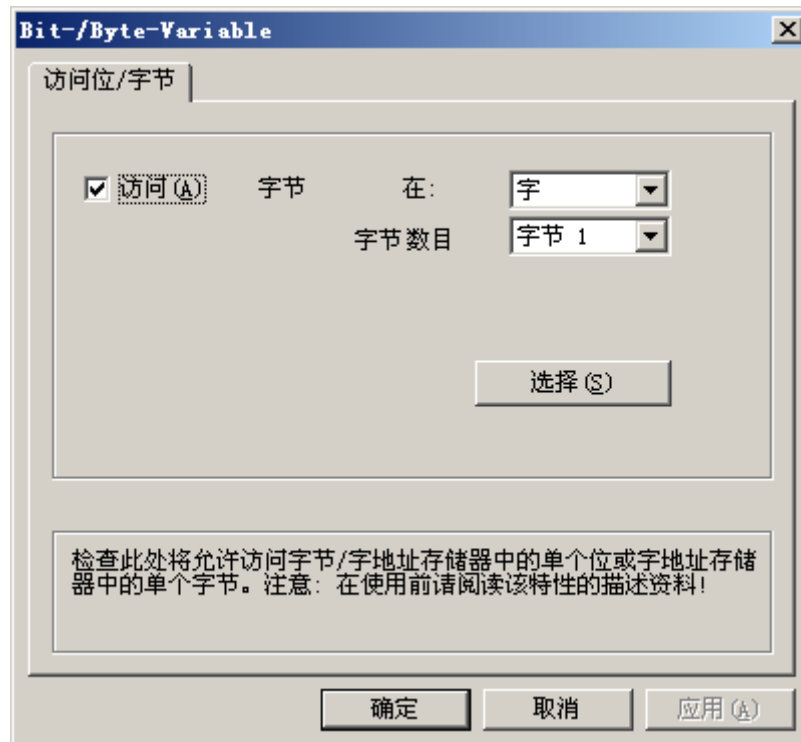 Bit-/Byte-Variable
访问位/字节
访问(A) 字节 在: 字
字节数目 字节 1
选择(S)
检查此处将允许访问字节/字地址存储器中的单个位或字地址存储
器中的单个字节。注意: 在使用前请阅读该特性的描述资料!
确定 取消 应用(A)